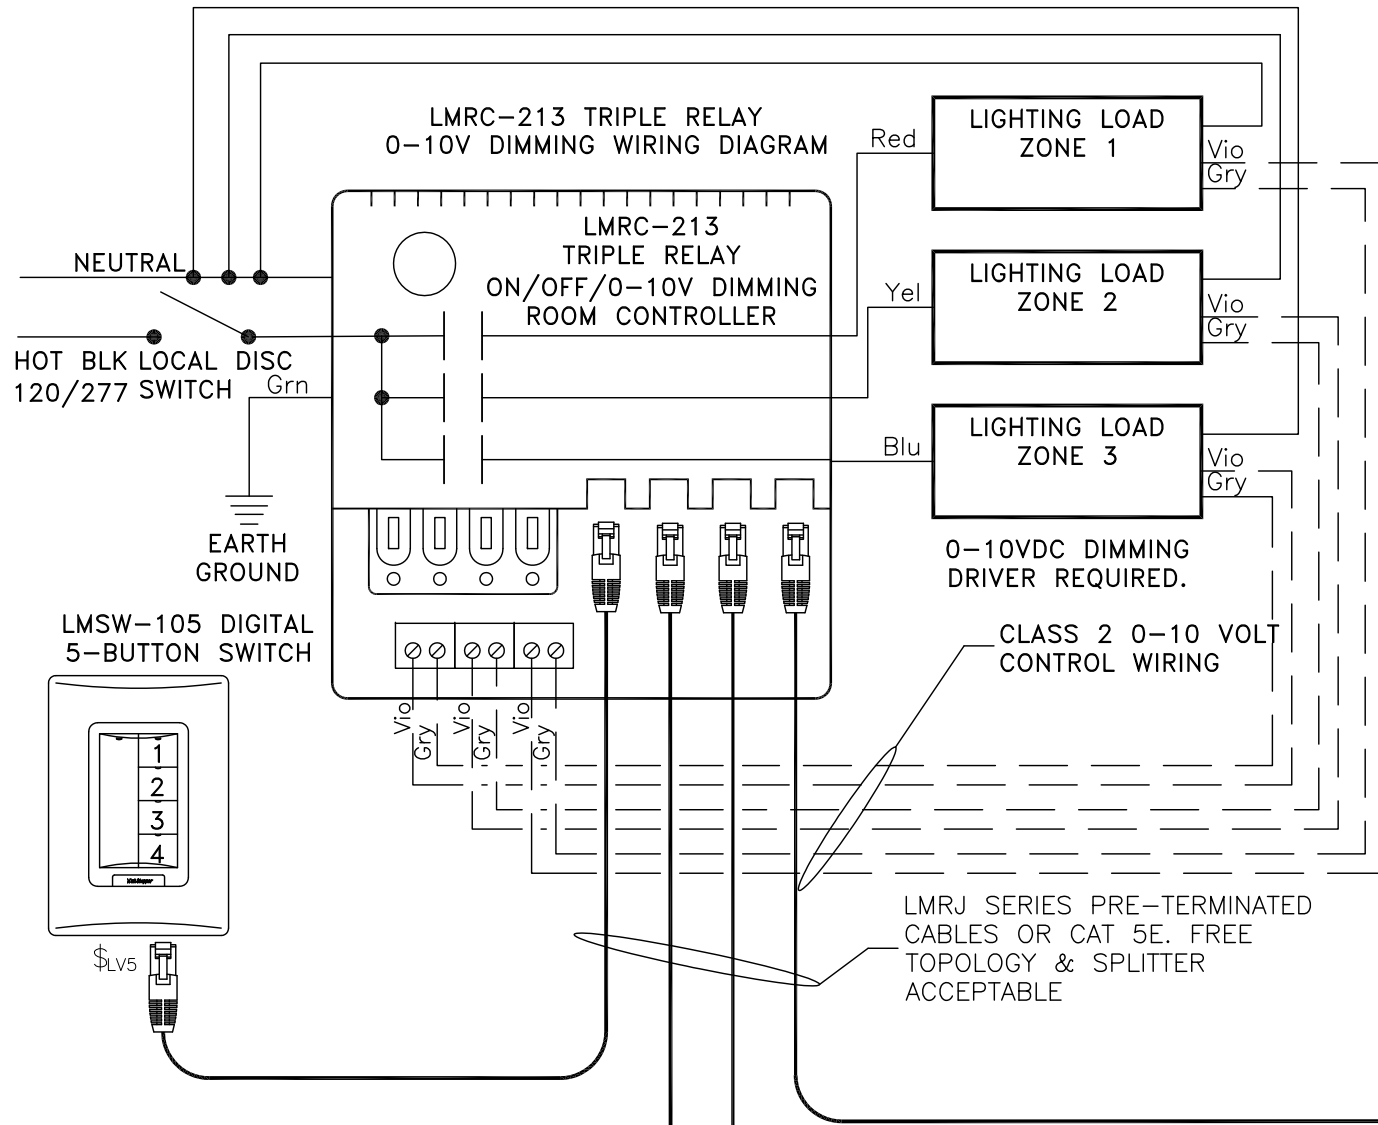 LMRC-213 TRIPLE RELAY
0-10V DIMMING WIRING DIAGRAM
Red
LIGHTING LOAD
ZONE 1
Vio
Gry
LMRC-213
TRIPLE RELAY
ON/OFF/0-10V DIMMING
ROOM CONTROLLER
NEUTRAL
Yel
LIGHTING LOAD
ZONE 2
Vio
Gry
HOT BLK
120/277
LOCAL DISC
SWITCH
Grn
Blu
LIGHTING LOAD
ZONE 3
Vio
Gry
EARTH
GROUND
0-10VDC DIMMING
DRIVER REQUIRED.
LMSW-105 DIGITAL
5-BUTTON SWITCH
CLASS 2 0-10 VOLT
CONTROL WIRING
Vio
Gry
Vio
Gry
Vio
Gry
1
2
3
4
$LV5
LMRJ SERIES PRE-TERMINATED
CABLES OR CAT 5E. FREE
TOPOLOGY & SPLITTER
ACCEPTABLE